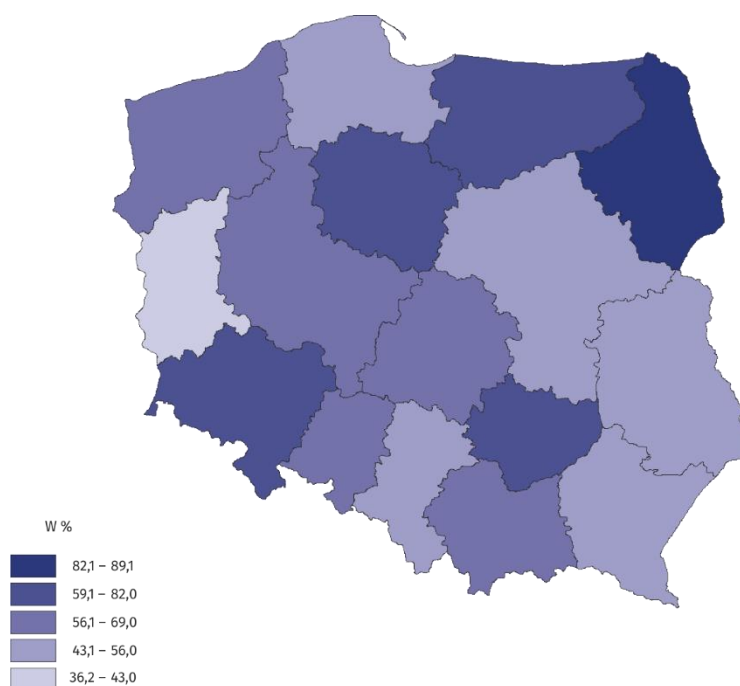 W %
82,1 – 89,1
59,1 – 82,0
56,1 – 69,0
43,1 – 56,0
36,2 – 43,0